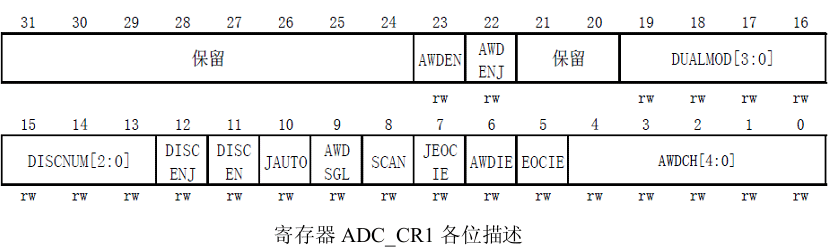 31 30 29 28 27 26 25 24 23 22 21 20 19 18 17 16
保留 AWDEN AWD ENJ 保留 DUALMOD[3:0]
rw rw rw rw rw rw
15 14 13 12 11 10 9 8 7 6 5 4 3 2 1 0
DISCNUM[2:0] DISC ENJ DISC EN JAUTO AWD SGL SCAN JEOC IE AWDIE EOCIE AWDCH[4:0]
rw rw rw rw rw rw rw rw rw rw rw rw rw rw rw rw
寄存器 ADC_CR1 各位描述